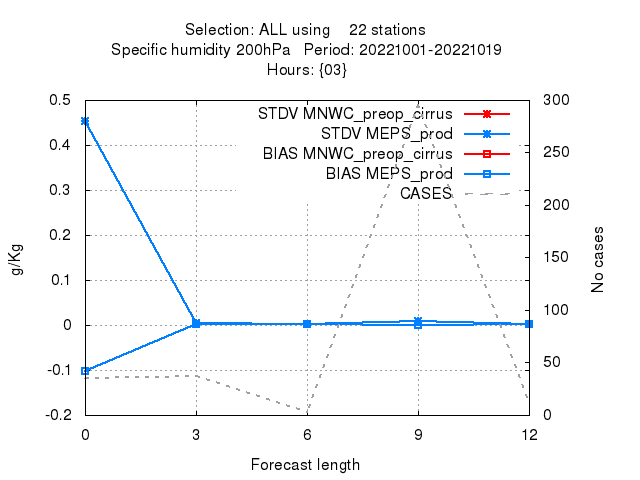 Selection: ALL using    22 stations
Specific humidity 200hPa   Period: 20221001-20221019
Hours: {03}
0.5
0.4
0.3
0.2
0.1
0
-0.1
-0.2
g/Kg
STDV MNWC_preop_cirrus
STDV MEPS_prod
BIAS MNWC_preop_cirrus
BIAS MEPS_prod
CASES
300
250
200
150
100
50
0
No cases
0 3 6 9 12
Forecast length